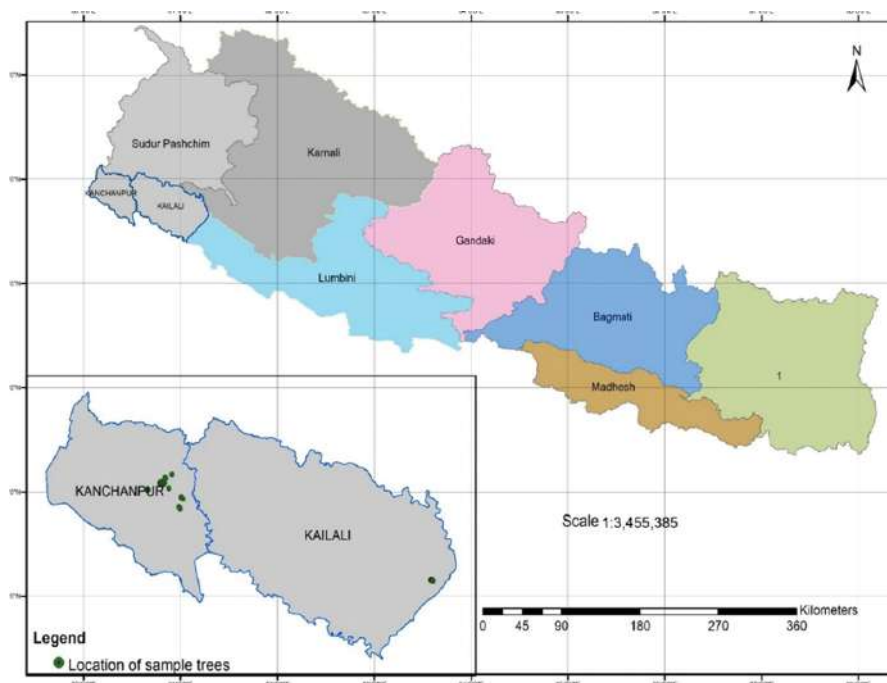 N
Sudur Pashchim
Karnali
KANCHANPUR
KAILALI
Gandaki
Lumbini
Bagmati
1
Madhesh
KANCHANPUR
KAILALI
Scale 1:3,455,385
Kilometers
0 45 90 180 270 360
Legend
Location of sample trees